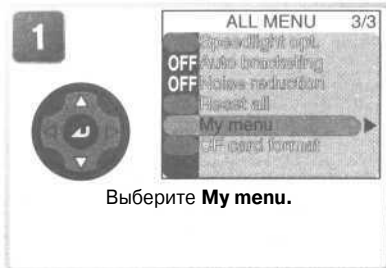 1
ALL MENU 3/3
Speedlight opt.
OFF Auto bracketing
OFF Noise reduction
Reset all
My menu
CF card format
Выберите My menu.